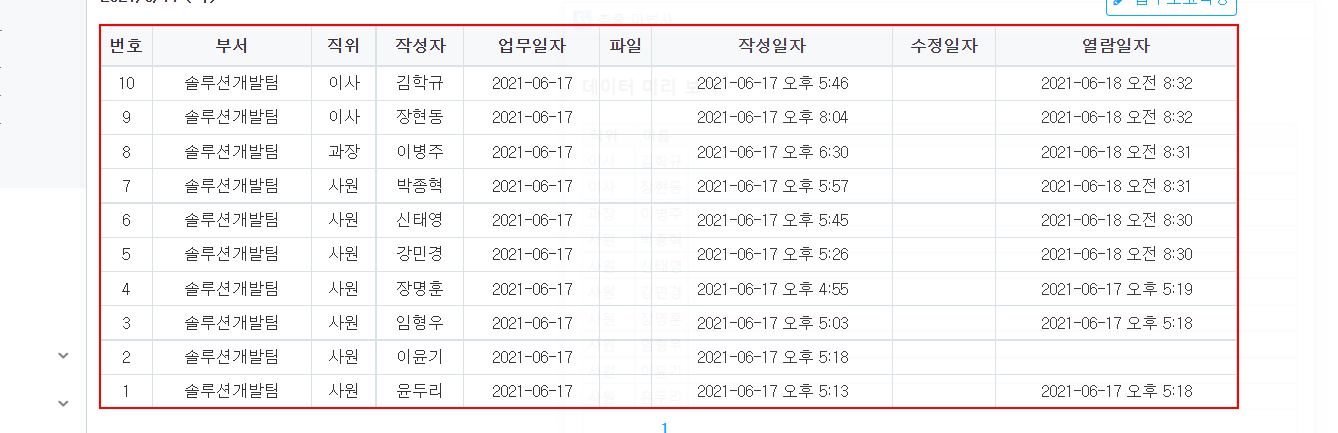 번호 부서 직위 작성자 업무일자 파일 작성일자 수정일자 열람일자
10 솔루션개발팀 이사 김학규 2021-06-17 2021-06-17 오후 5:46 2021-06-18 오전 8:32
9 솔루션개발팀 이사 장현동 2021-06-17 2021-06-17 오후 8:04 2021-06-18 오전 8:32
8 솔루션개발팀 과장 이병주 2021-06-17 2021-06-17 오후 6:30 2021-06-18 오전 8:31
7 솔루션개발팀 사원 박종혁 2021-06-17 2021-06-17 오후 5:57 2021-06-18 오전 8:31
6 솔루션개발팀 사원 신태영 2021-06-17 2021-06-17 오후 5:45 2021-06-18 오전 8:30
5 솔루션개발팀 사원 강민경 2021-06-17 2021-06-17 오후 5:26 2021-06-18 오전 8:30
4 솔루션개발팀 사원 장명훈 2021-06-17 2021-06-17 오후 4:55 2021-06-17 오후 5:19
3 솔루션개발팀 사원 임형우 2021-06-17 2021-06-17 오후 5:03 2021-06-17 오후 5:18
2 솔루션개발팀 사원 이윤기 2021-06-17 2021-06-17 오후 5:18
1 솔루션개발팀 사원 윤두리 2021-06-17 2021-06-17 오후 5:13 2021-06-17 오후 5:18
1